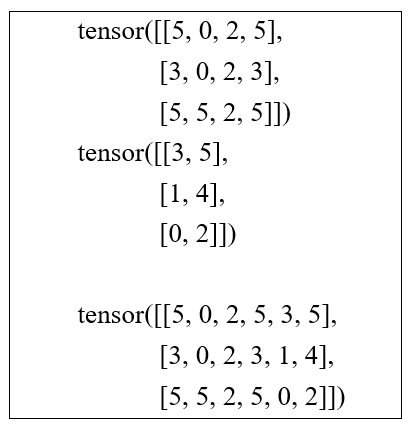 tensor([[5, 0, 2, 5],
[3, 0, 2, 3],
[5, 5, 2, 5]])
tensor([[3, 5],
[1, 4],
[0, 2]])
tensor([[5, 0, 2, 5, 3, 5],
[3, 0, 2, 3, 1, 4],
[5, 5, 2, 5, 0, 2]])